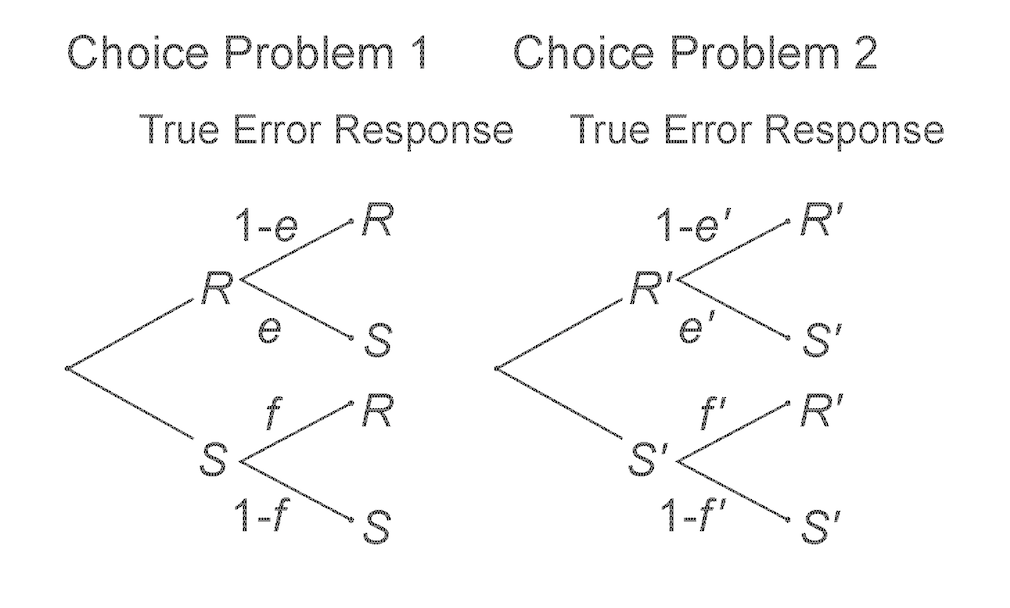 Choice Problem 1 Choice Problem 2
True Error Response True Error Response
1-e R 1-e' R'
R R'
e S e' S'
f R f' R'
S S'
1-f S 1-f' S'